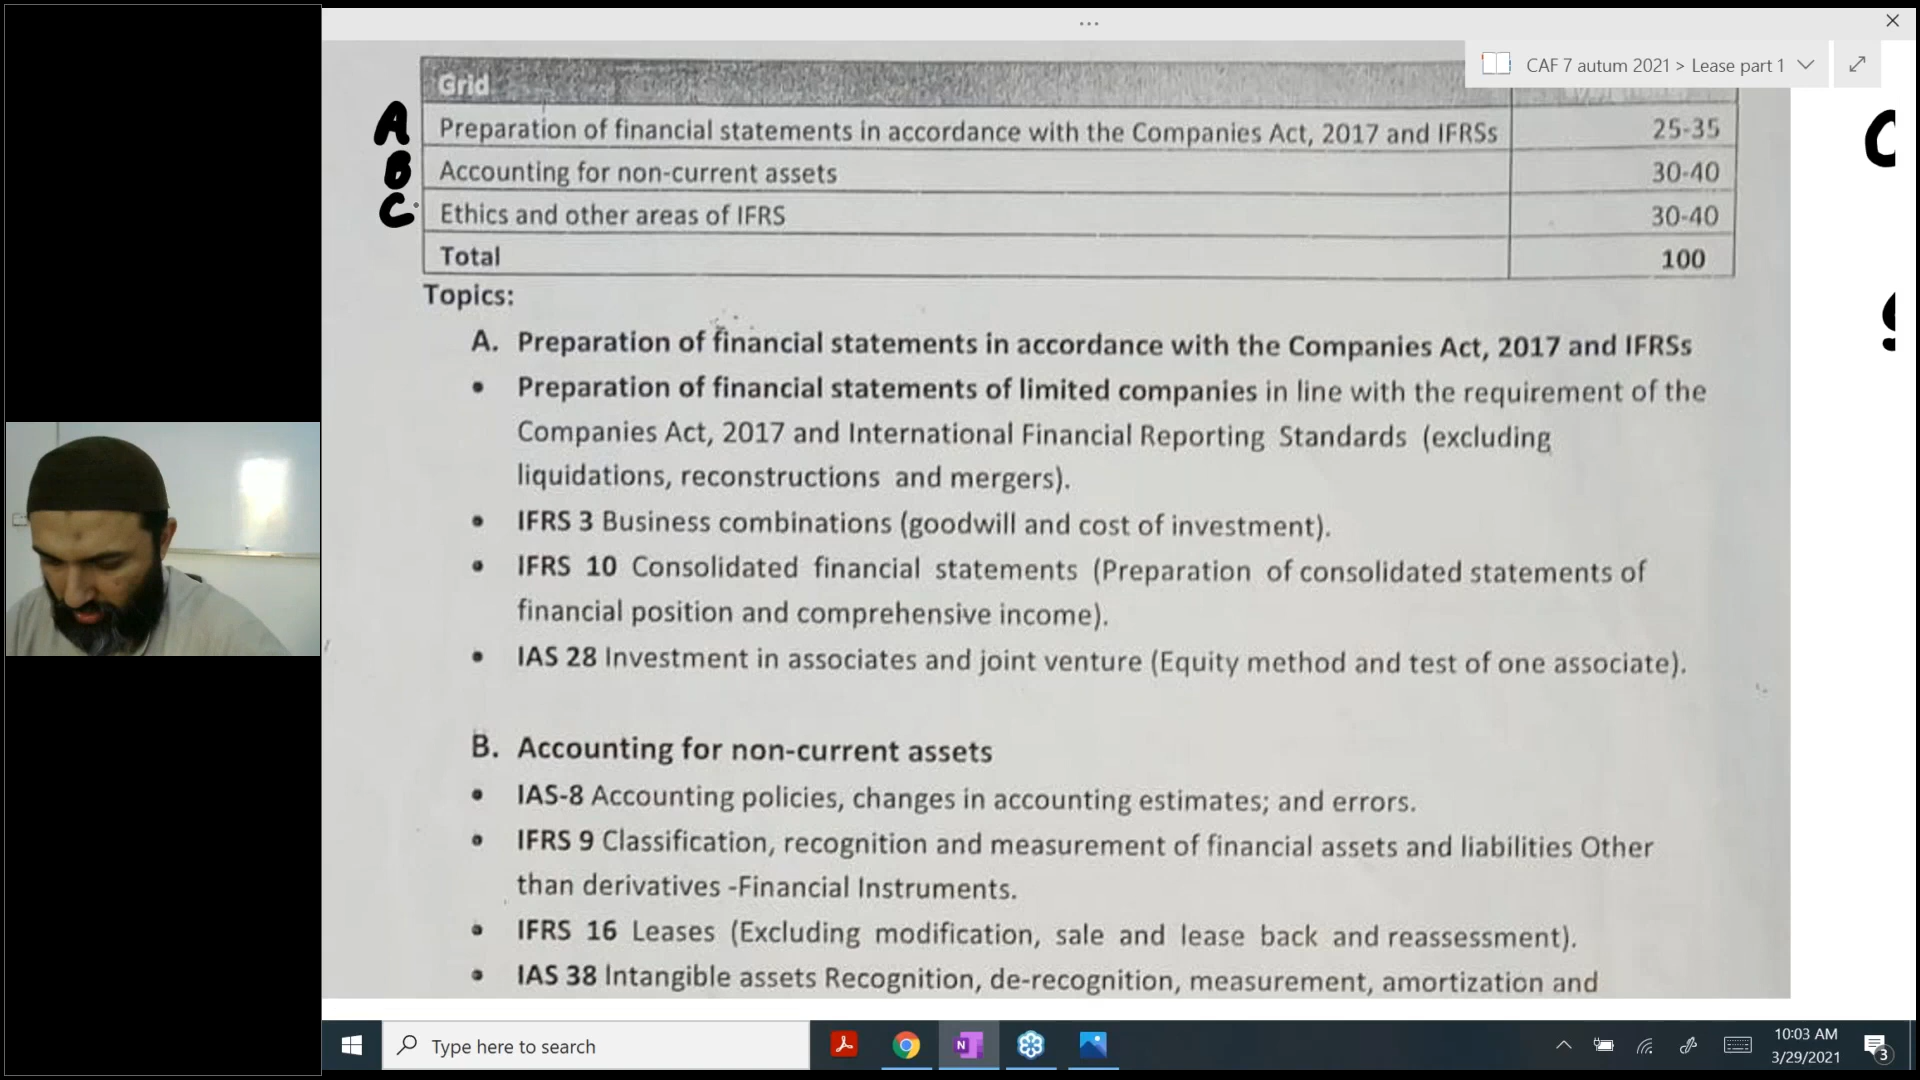 ...
CAF 7 autum 2021 > Lease part 1
Grid
A Preparation of financial statements in accordance with the Companies Act, 2017 and IFRSs 25-35
B Accounting for non-current assets 30-40
C Ethics and other areas of IFRS 30-40
Total 100
Topics:
A. Preparation of financial statements in accordance with the Companies Act, 2017 and IFRSs
• Preparation of financial statements of limited companies in line with the requirement of the
Companies Act, 2017 and International Financial Reporting Standards (excluding
liquidations, reconstructions and mergers).
• IFRS 3 Business combinations (goodwill and cost of investment).
• IFRS 10 Consolidated financial statements (Preparation of consolidated statements of
financial position and comprehensive income).
• IAS 28 Investment in associates and joint venture (Equity method and test of one associate).
B. Accounting for non-current assets
• IAS-8 Accounting policies, changes in accounting estimates; and errors.
• IFRS 9 Classification, recognition and measurement of financial assets and liabilities Other
than derivatives -Financial Instruments.
• IFRS 16 Leases (Excluding modification, sale and lease back and reassessment).
• IAS 38 Intangible assets Recognition, de-recognition, measurement, amortization and
Type here to search
N
10:03 AM
3/29/2021
3